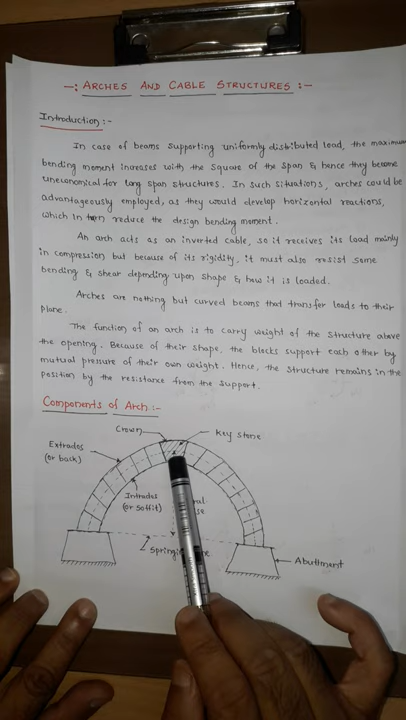 -: ARCHES AND CABLE STRUCTURES :-
Introduction :-
In case of beams supporting uniformly distributed load, the maximum
bending moment increases with the square of the span & hence they become
uneconomical for long span structures. In such situations, arches could be
advantageously employed, as they would develop horizontal reactions,
which in turn reduce the design bending moment.
An arch acts as an inverted cable, so it receives its load mainly
in compression but because of its rigidity, it must also resist some
bending & shear depending upon shape & how it is loaded.
Arches are nothing but curved beams that transfer loads to their
plane.
The function of an arch is to carry weight of the structure above
the opening. Because of their shape, the blocks support each other by
mutual pressure of their own weight. Hence, the structure remains in the
position by the resistance from the support.
Components of Arch :-
Crown
Key stone
Extrados
(or back)
Intrados
(or soffit)
Abuttment